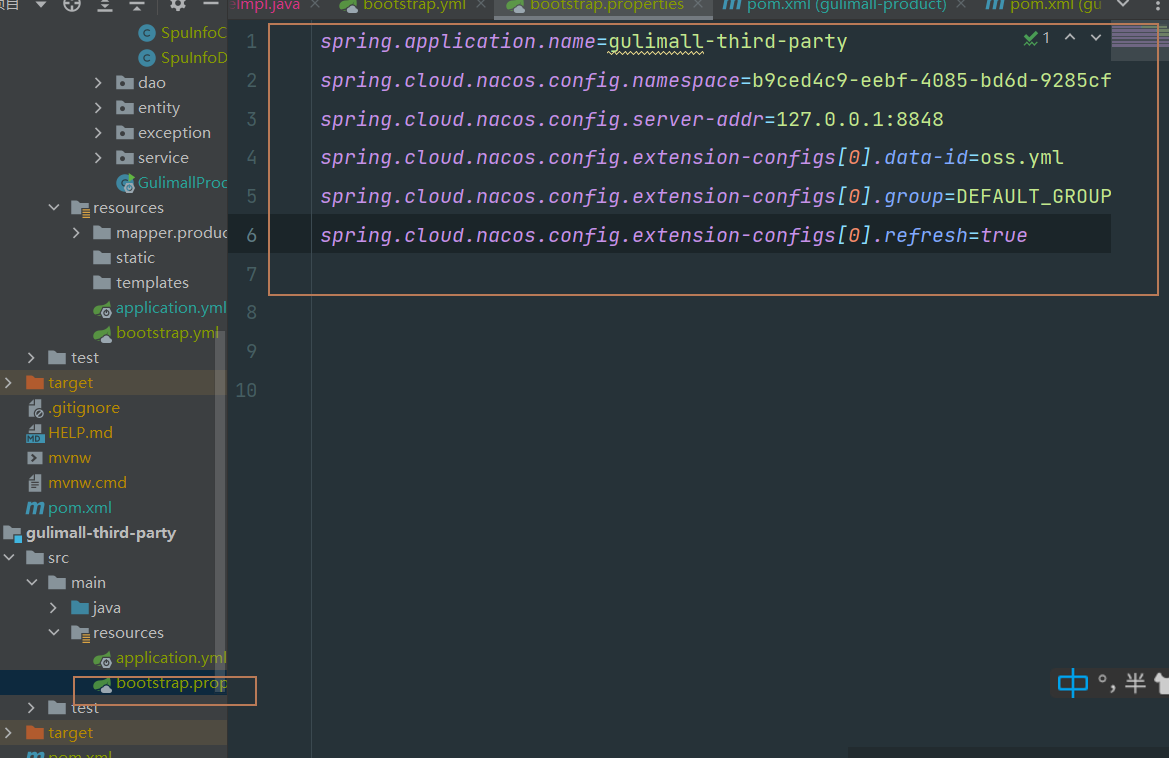 项目
eImpl.java
bootstrap.yml
bootstrap.properties
pom.xml (gulimall-product)
pom.xml (gu
SpuInfoC
SpuInfoD
dao
entity
exception
service
GulimallProd
resources
mapper.produc
static
templates
application.yml
bootstrap.yml
test
target
.gitignore
HELP.md
mvnw
mvnw.cmd
pom.xml
gulimall-third-party
src
main
java
resources
application.yml
bootstrap.prop
test
target
pom.xml
1 spring.application.name=gulimall-third-party
2 spring.cloud.nacos.config.namespace=b9ced4c9-eebf-4085-bd6d-9285cf
3 spring.cloud.nacos.config.server-addr=127.0.0.1:8848
4 spring.cloud.nacos.config.extension-configs[0].data-id=oss.yml
5 spring.cloud.nacos.config.extension-configs[0].group=DEFAULT_GROUP
6 spring.cloud.nacos.config.extension-configs[0].refresh=true
7
8
9
10
1
中 °, 半